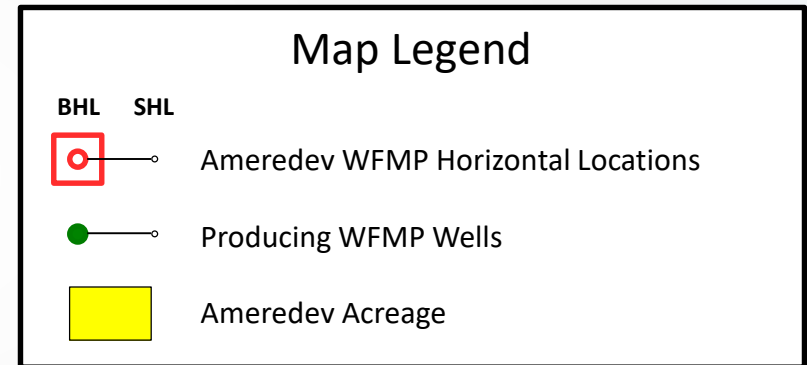 Map Legend
BHL SHL
Ameredev WFMP Horizontal Locations
Producing WFMP Wells
Ameredev Acreage